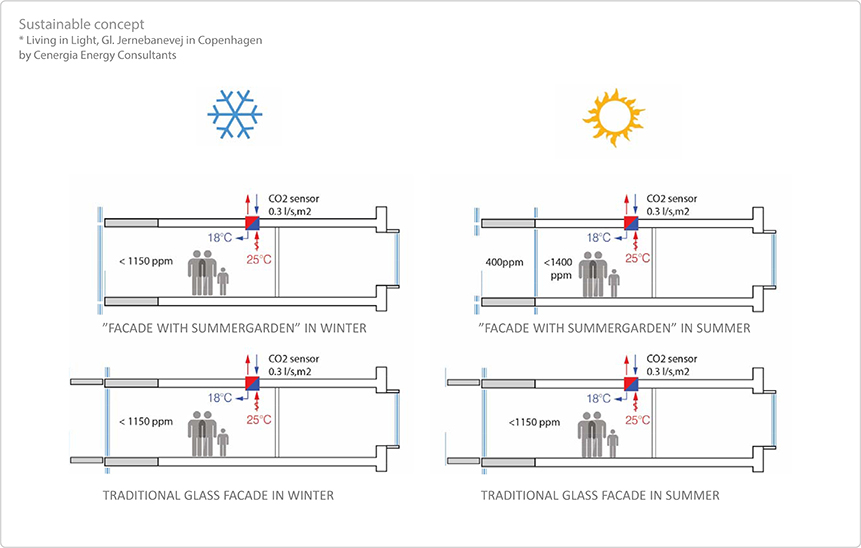 Sustainable concept
* Living in Light, Gl. Jernebanevej in Copenhagen
by Cenergia Energy Consultants
CO2 sensor
0.3 l/s,m2
18°C
25°C
< 1150 ppm
"FACADE WITH SUMMERGARDEN" IN WINTER
CO2 sensor
0.3 l/s,m2
18°C
25°C
400ppm
<1400
ppm
"FACADE WITH SUMMERGARDEN" IN SUMMER
CO2 sensor
0.3 l/s,m2
18°C
25°C
< 1150 ppm
TRADITIONAL GLASS FACADE IN WINTER
CO2 sensor
0.3 l/s,m2
18°C
25°C
<1150 ppm
TRADITIONAL GLASS FACADE IN SUMMER